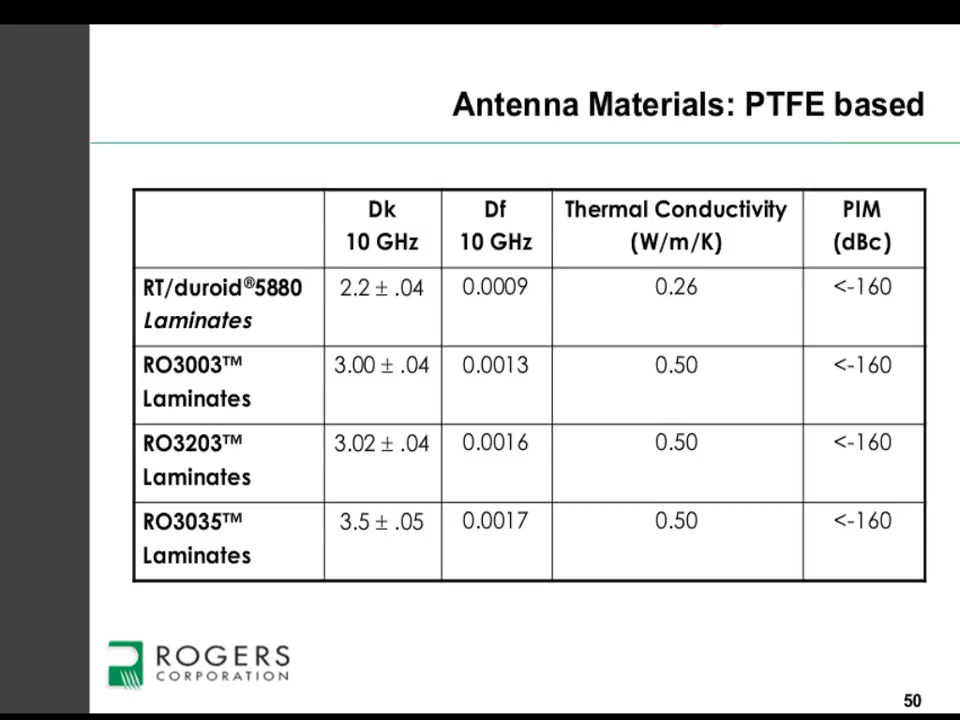 Antenna Materials: PTFE based
Dk Df Thermal Conductivity PIM
10 GHz 10 GHz (W/m/K) (dBc)
RT/duroid®5880 2.2 ± .04 0.0009 0.26 <-160
Laminates
RO3003™ 3.00 ± .04 0.0013 0.50 <-160
Laminates
RO3203™ 3.02 ± .04 0.0016 0.50 <-160
Laminates
RO3035™ 3.5 ± .05 0.0017 0.50 <-160
Laminates
ROGERS
CORPORATION
50